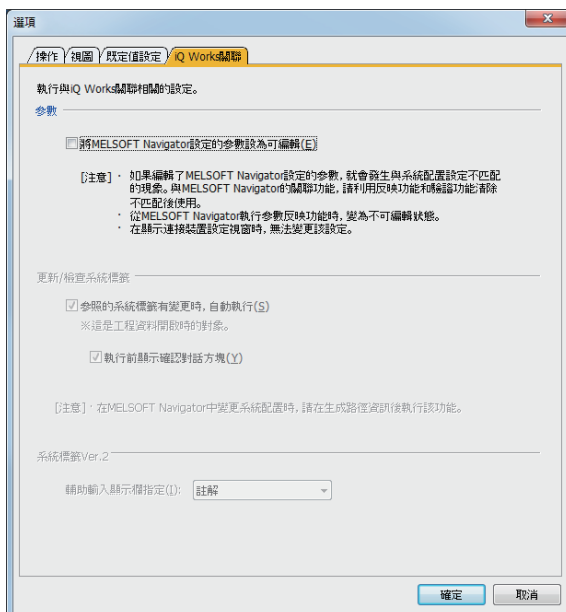 選項
操作 視圖 既定值設定 iQ Works關聯
執行與iQ Works關聯相關的設定。
參數
將MELSOFT Navigator設定的參數設為可編輯(E)
[注意]・ 如果編輯了MELSOFT Navigator設定的參數,就會發生與系統配置設定不匹配
的現象。與MELSOFT Navigator的關聯功能,請利用反映功能和驗證功能清除
不匹配後使用。
・ 從MELSOFT Navigator執行參數反映功能時,變為不可編輯狀態。
・ 在顯示連接裝置設定視窗時,無法變更該設定。
更新/檢查系統標籤
參照的系統標籤有變更時,自動執行(S)
※這是工程資料開啟時的對象。
執行前顯示確認對話方塊(Y)
[注意]・在MELSOFT Navigator中變更系統配置時,請在生成路徑資訊後執行該功能。
系統標籤Ver.2
輔助輸入顯示欄指定(I): 註解
確定 取消